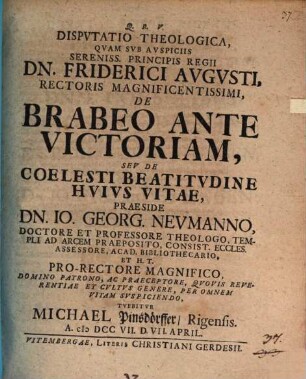 Q. B. V.
DISPVTATIO THEOLOGICA,
QVAM SVB AVSPICIIS
SERENISS. PRINCIPIS REGII
DN. FRIDERICI AVGVSTI,
RECTORIS MAGNIFICENTISSIMI,
DE
BRABEO ANTE
VICTORIAM,
SEV DE
COELESTI BEATITVDINE
HVIVS VITAE,
PRAESIDE
DN. IO. GEORG. NEVMANNO,
DOCTORE ET PROFESSORE THEOLOGO, TEM-
PLI AD ARCEM PRAEPOSITO, CONSIST. ECCLES.
ASSESSORE, ACAD. BIBLIOTHECARIO,
ET H. T.
PRO-RECTORE MAGNIFICO,
DOMINO PATRONO, AC PRAECEPTORE, QVOVIS REVE-
RENTIAE ET CVLTVS GENERE, PER OMNEM
VITAM SVSPICIENDO,
TVEBITVR
MICHAEL Pinsdörffer/ Rigensis.
A. cIɔ DCC VII. D. VII APRIL.
VITEMBERGAE, LITERIS CHRISTIANI GERDESII.